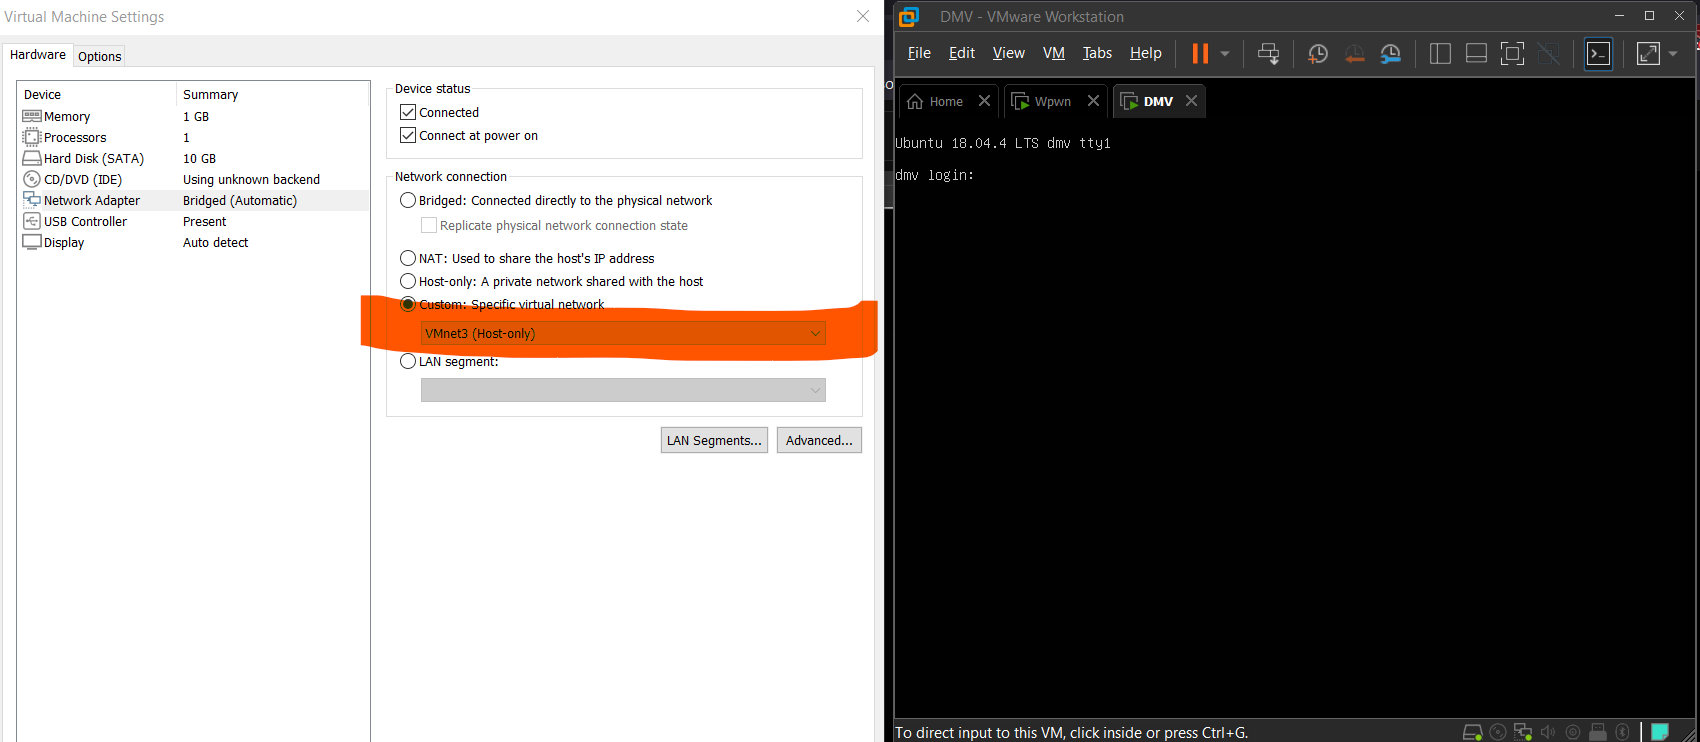 Virtual Machine Settings
Hardware
Options
Device Summary
Memory 1 GB
Processors 1
Hard Disk (SATA) 10 GB
CD/DVD (IDE) Using unknown backend
Network Adapter Bridged (Automatic)
USB Controller Present
Display Auto detect
Device status
Connected
Connect at power on
Network connection
Bridged: Connected directly to the physical network
Replicate physical network connection state
NAT: Used to share the host's IP address
Host-only: A private network shared with the host
Custom: Specific virtual network
VMnet3 (Host-only)
LAN segment:
LAN Segments...
Advanced...
DMV - VMware Workstation
File Edit View VM Tabs Help
Home
Wpwn
DMV
Ubuntu 18.04.4 LTS dmv tty1
dmv login:
To direct input to this VM, click inside or press Ctrl+G.